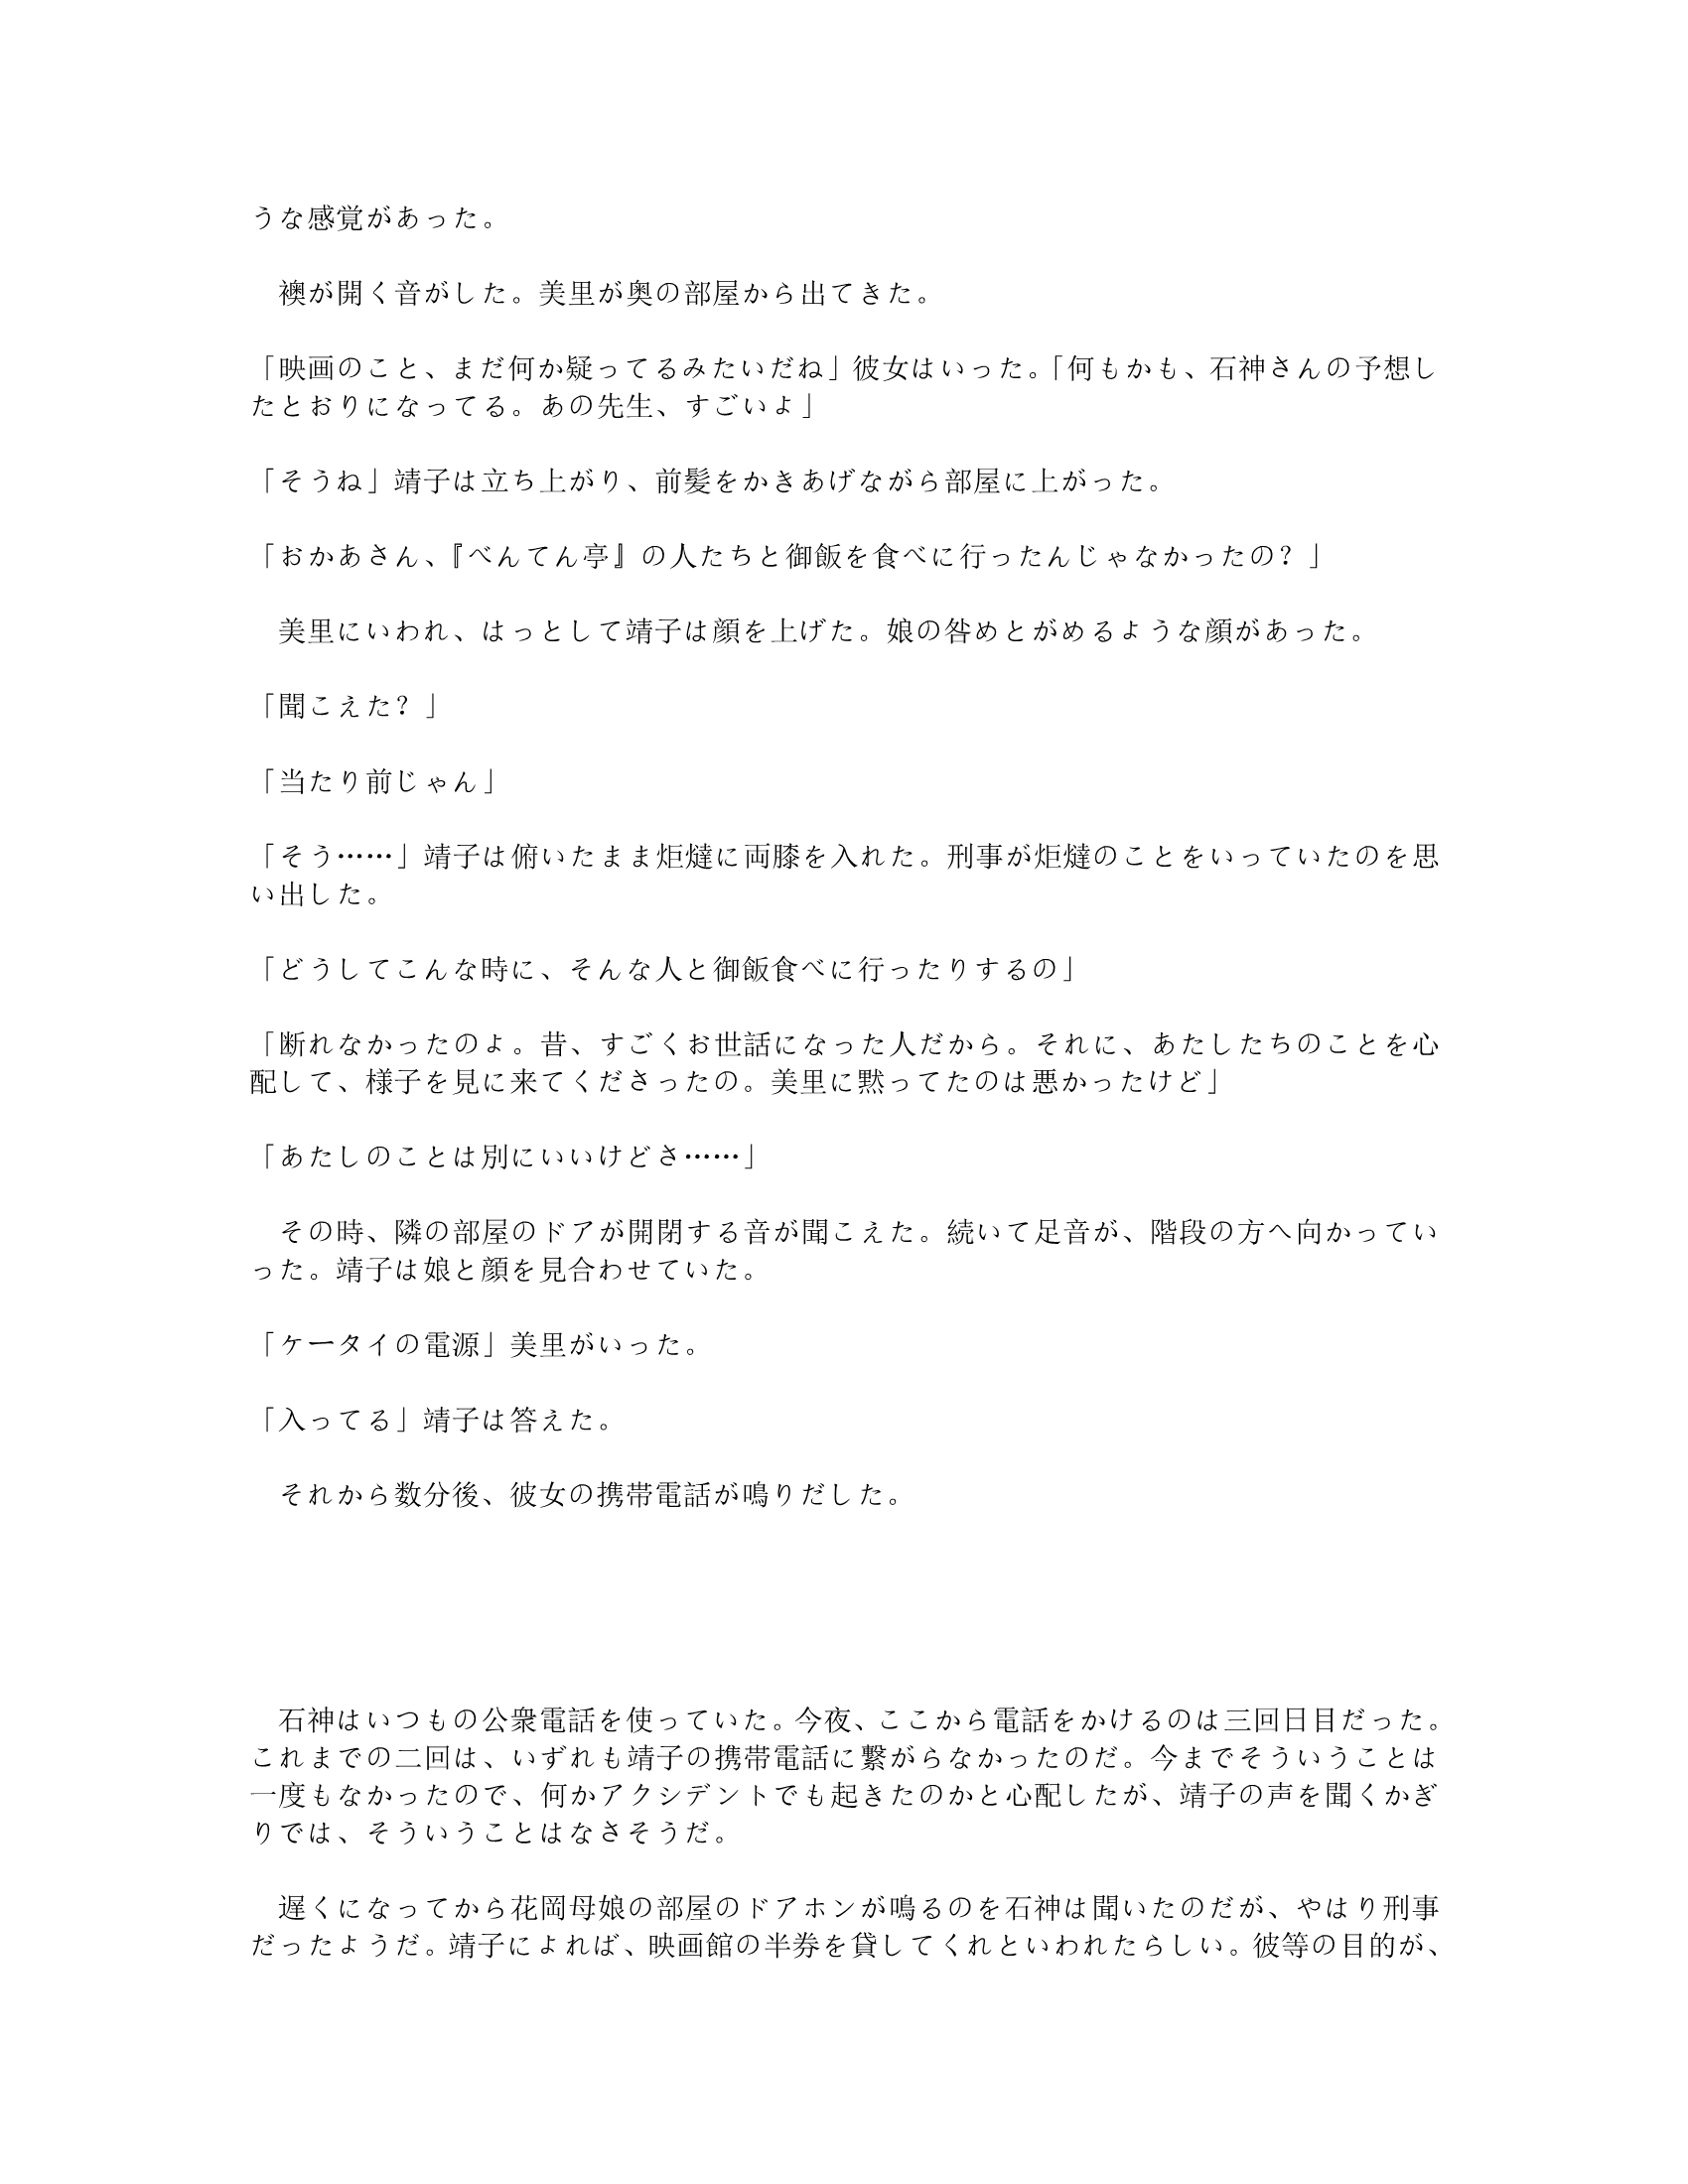 うな感覚があった。
　襖が開く音がした。美里が奥の部屋から出てきた。
「映画のこと、まだ何か疑ってるみたいだね」彼女はいった。「何もかも、石神さんの予想し
たとおりになってる。あの先生、すごいよ」
「そうね」靖子は立ち上がり、前髪をかきあげながら部屋に上がった。
「おかあさん、『べんてん亭』の人たちと御飯を食べに行ったんじゃなかったの？」
　美里にいわれ、はっとして靖子は顔を上げた。娘の咎めとがめるような顔があった。
「聞こえた？」
「当たり前じゃん」
「そう……」靖子は俯いたまま炬燵に両膝を入れた。刑事が炬燵のことをいっていたのを思
い出した。
「どうしてこんな時に、そんな人と御飯食べに行ったりするの」
「断れなかったのよ。昔、すごくお世話になった人だから。それに、あたしたちのことを心
配して、様子を見に来てくださったの。美里に黙ってたのは悪かったけど」
「あたしのことは別にいいけどさ……」
　その時、隣の部屋のドアが開閉する音が聞こえた。続いて足音が、階段の方へ向かってい
った。靖子は娘と顔を見合わせていた。
「ケータイの電源」美里がいった。
「入ってる」靖子は答えた。
　それから数分後、彼女の携帯電話が鳴りだした。
　石神はいつもの公衆電話を使っていた。今夜、ここから電話をかけるのは三回日目だった。
これまでの二回は、いずれも靖子の携帯電話に繋がらなかったのだ。今までそういうことは
一度もなかったので、何かアクシデントでも起きたのかと心配したが、靖子の声を聞くかぎ
りでは、そういうことはなさそうだ。
　遅くになってから花岡母娘の部屋のドアホンが鳴るのを石神は聞いたのだが、やはり刑事
だったようだ。靖子によれば、映画館の半券を貸してくれといわれたらしい。彼等の目的が、